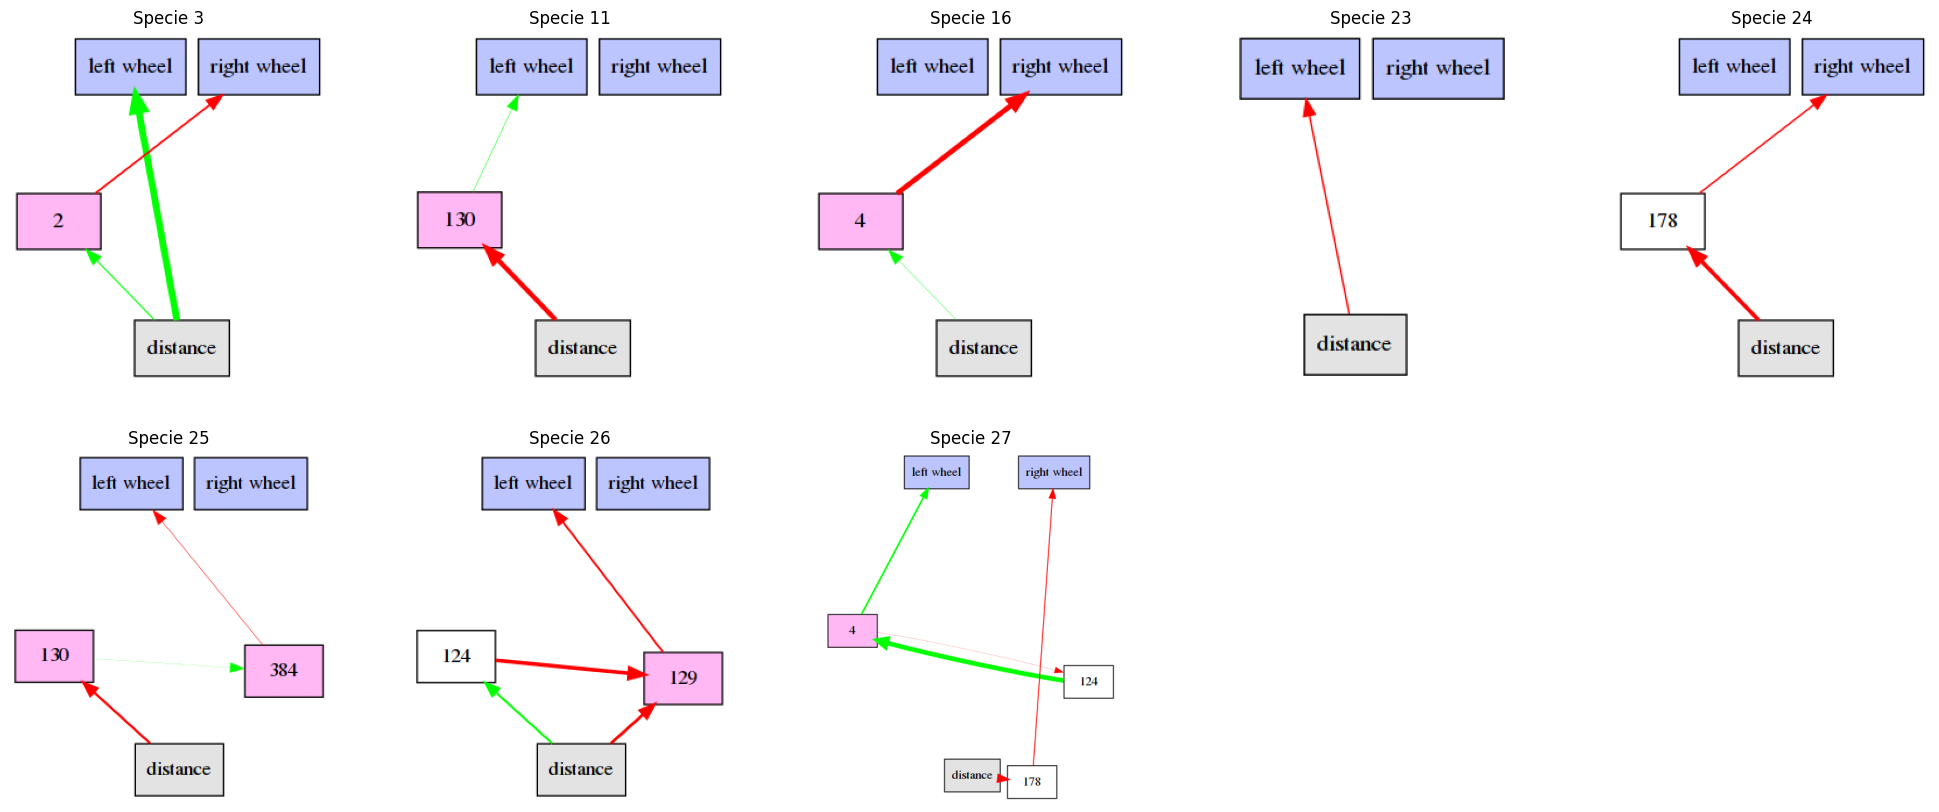 Specie 3
left wheel
right wheel
2
distance
Specie 11
left wheel
right wheel
130
distance
Specie 16
left wheel
right wheel
4
distance
Specie 23
left wheel
right wheel
distance
Specie 24
left wheel
right wheel
178
distance
Specie 25
left wheel
right wheel
130
384
distance
Specie 26
left wheel
right wheel
124
129
distance
Specie 27
left wheel
right wheel
4
124
distance
178